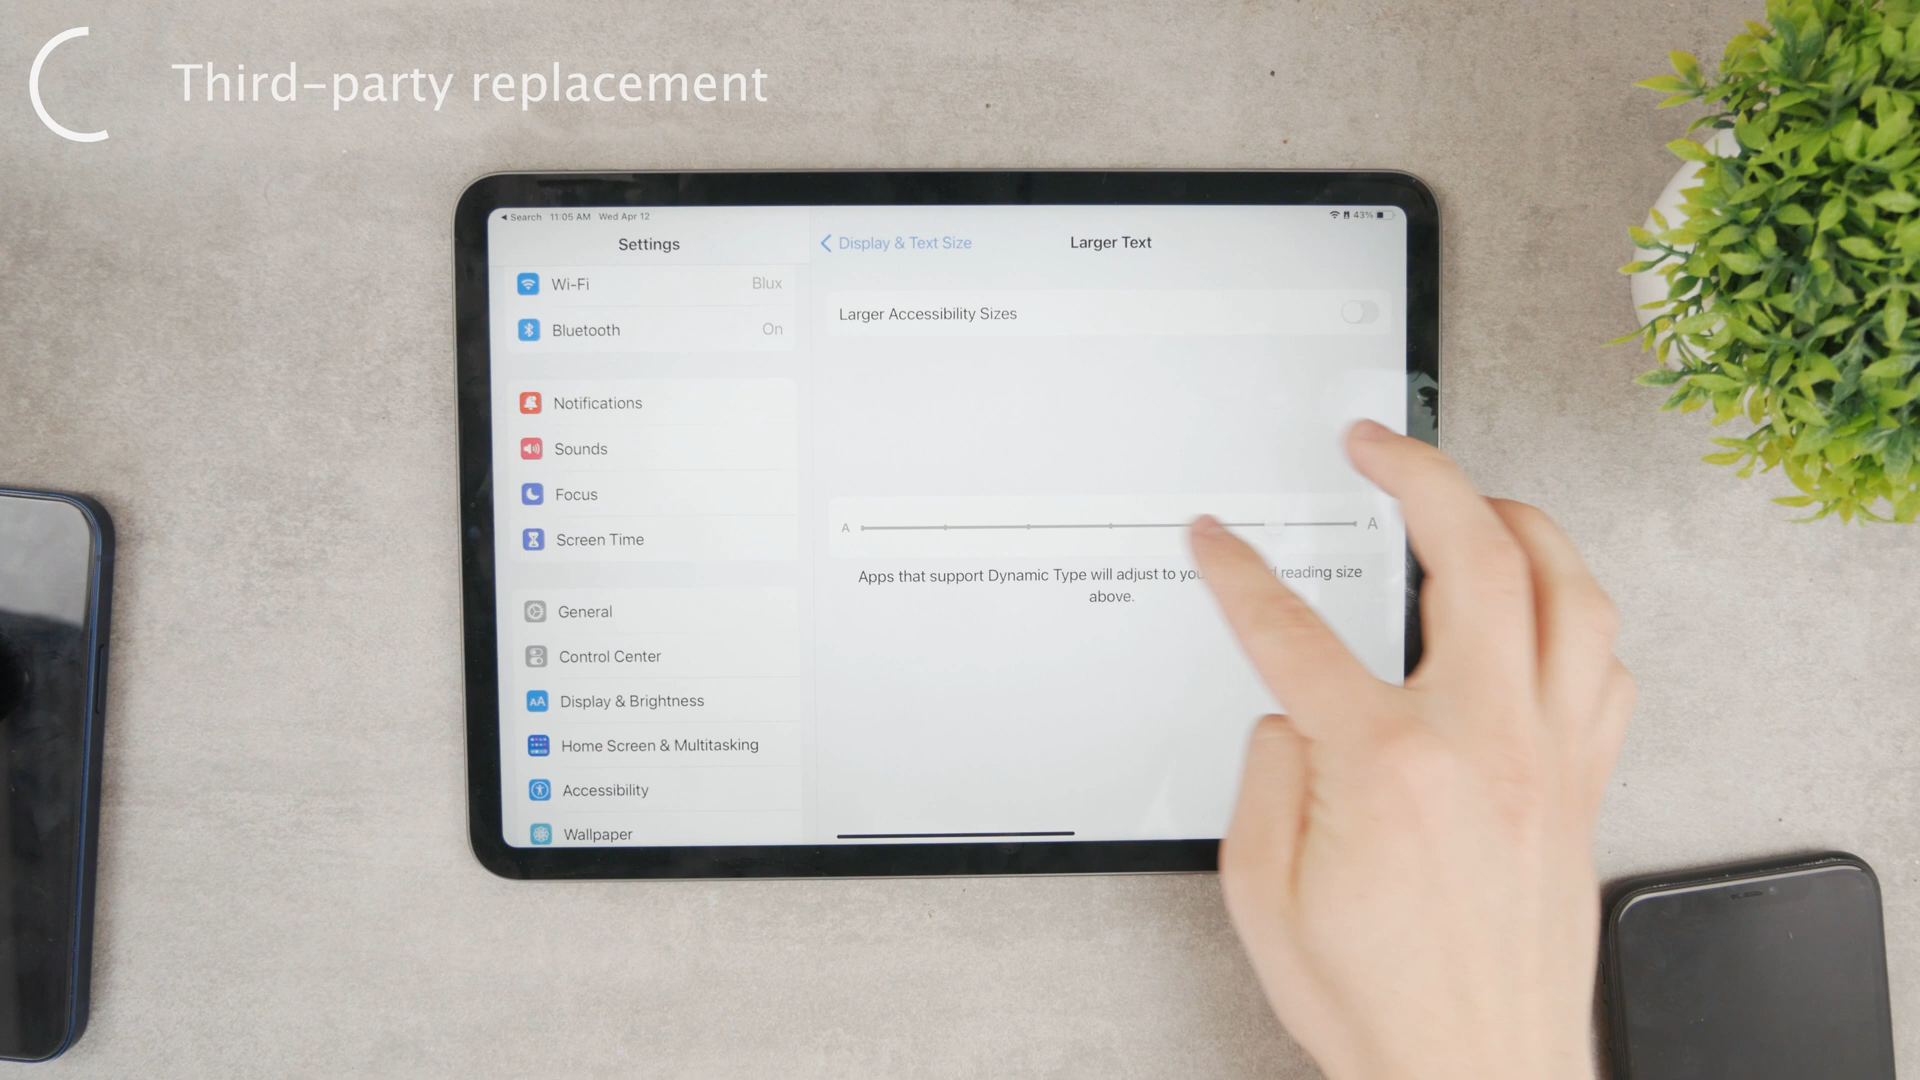 Third-party replacement
Search 11:05 AM Wed Apr 12
43%
Settings
Display & Text Size
Larger Text
Wi-Fi Blux
Bluetooth On
Larger Accessibility Sizes
Notifications
Sounds
Focus
Screen Time
A A
Apps that support Dynamic Type will adjust to reading size
above.
General
Control Center
Display & Brightness
AA
Home Screen & Multitasking
Accessibility
Wallpaper